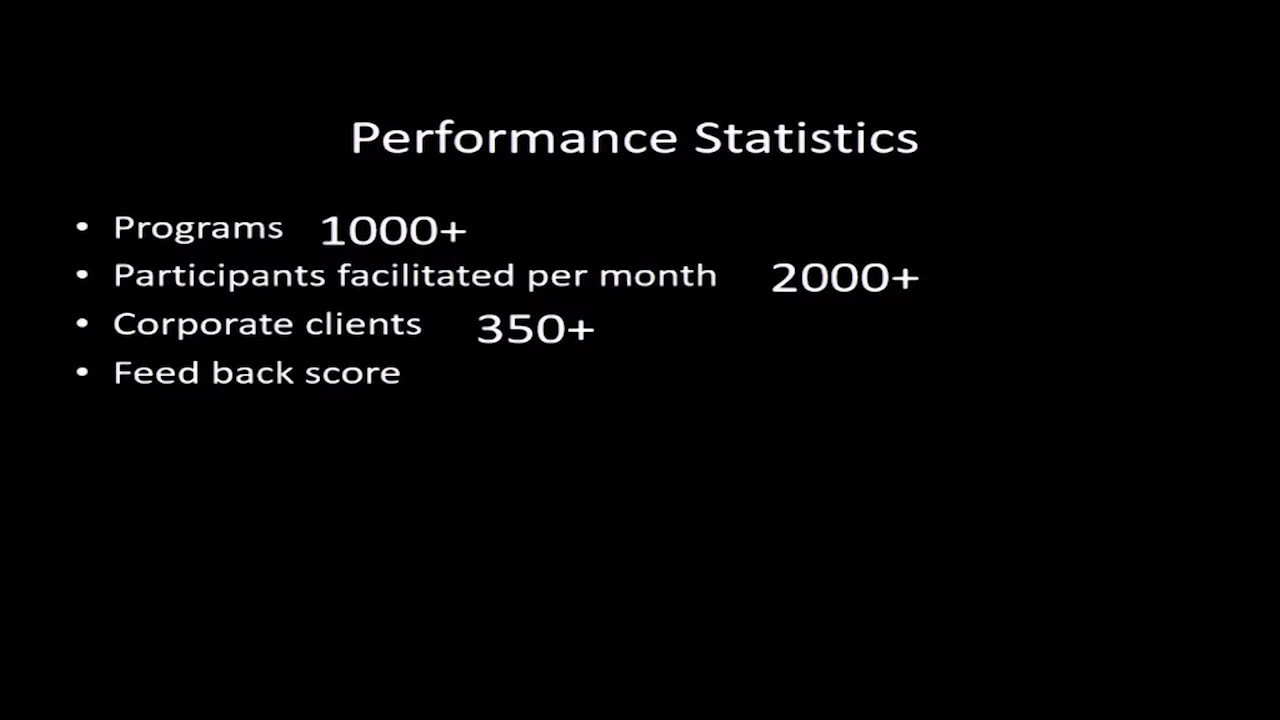 Performance Statistics
• Programs 1000+
• Participants facilitated per month 2000+
• Corporate clients 350+
• Feed back score